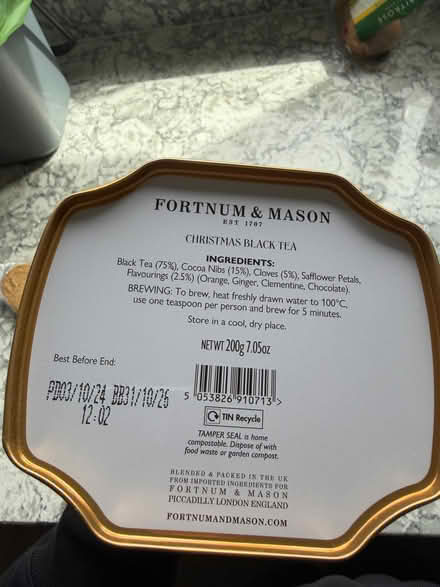 FORTNUM & MASON
EST 1707
CHRISTMAS BLACK TEA
INGREDIENTS:
Black Tea (75%), Cocoa Nibs (15%), Cloves (5%), Safflower Petals,
Flavourings (2.5%) (Orange, Ginger, Clementine, Chocolate).
BREWING: To brew, heat freshly drawn water to 100°C,
use one teaspoon per person and brew for 5 minutes.
Store in a cool, dry place.
NET WT 200g 7.05oz
Best Before End:
PD03/10/24 BB31/10/26
12:02
5 053826 910713 >
TIN Recycle
TAMPER SEAL is home
compostable. Dispose of with
food waste or garden compost.
BLENDED & PACKED IN THE UK
FROM IMPORTED INGREDIENTS FOR
FORTNUM & MASON
PICCADILLY LONDON ENGLAND
FORTNUMANDMASON.COM